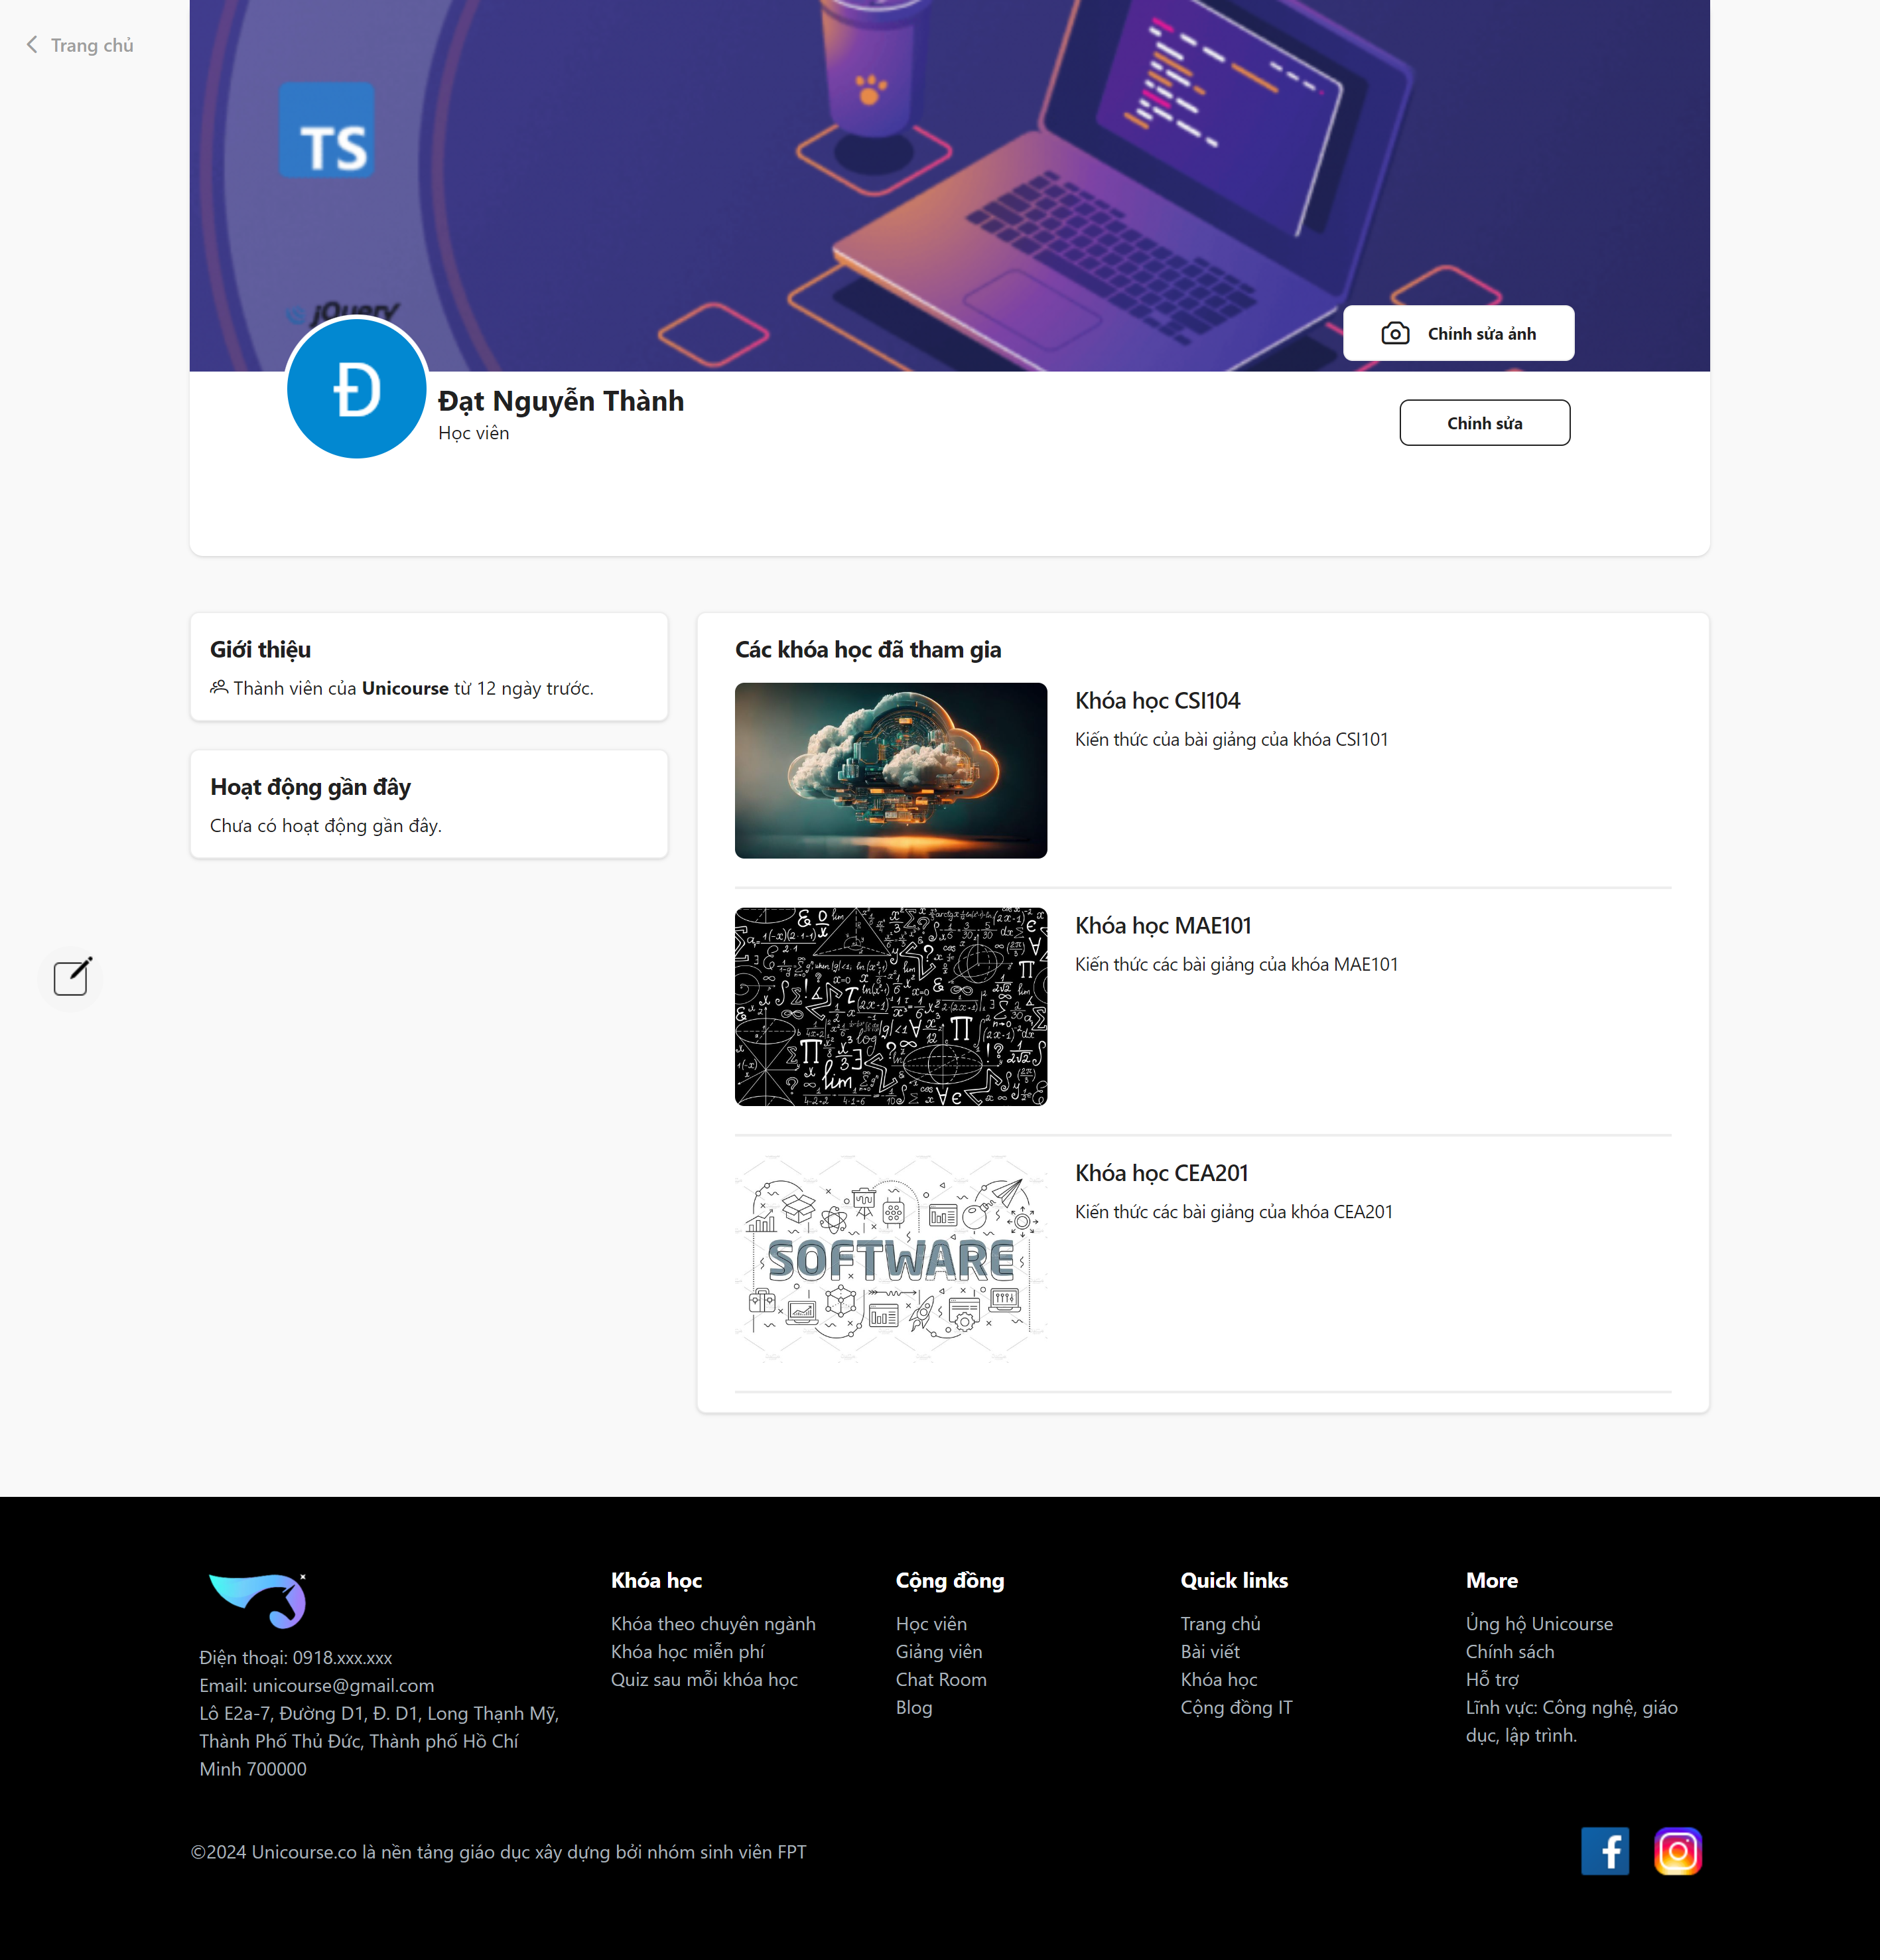 Trang chủ
TS
jQuery
Chỉnh sửa ảnh
Đ
Đạt Nguyễn Thành
Học viên
Chỉnh sửa
Giới thiệu
Thành viên của Unicourse từ 12 ngày trước.
Hoạt động gần đây
Chưa có hoạt động gần đây.
Các khóa học đã tham gia
Khóa học CSI104
Kiến thức của bài giảng của khóa CSI101
Khóa học MAE101
Kiến thức các bài giảng của khóa MAE101
SOFTWARE
Khóa học CEA201
Kiến thức các bài giảng của khóa CEA201
Điện thoại: 0918.xxx.xxx
Email: unicourse@gmail.com
Lô E2a-7, Đường D1, Đ. D1, Long Thạnh Mỹ,
Thành Phố Thủ Đức, Thành phố Hồ Chí
Minh 700000
Khóa học
Khóa theo chuyên ngành
Khóa học miễn phí
Quiz sau mỗi khóa học
Cộng đồng
Học viên
Giảng viên
Chat Room
Blog
Quick links
Trang chủ
Bài viết
Khóa học
Cộng đồng IT
More
Ủng hộ Unicourse
Chính sách
Hỗ trợ
Lĩnh vực: Công nghệ, giáo
dục, lập trình.
©2024 Unicourse.co là nền tảng giáo dục xây dựng bởi nhóm sinh viên FPT